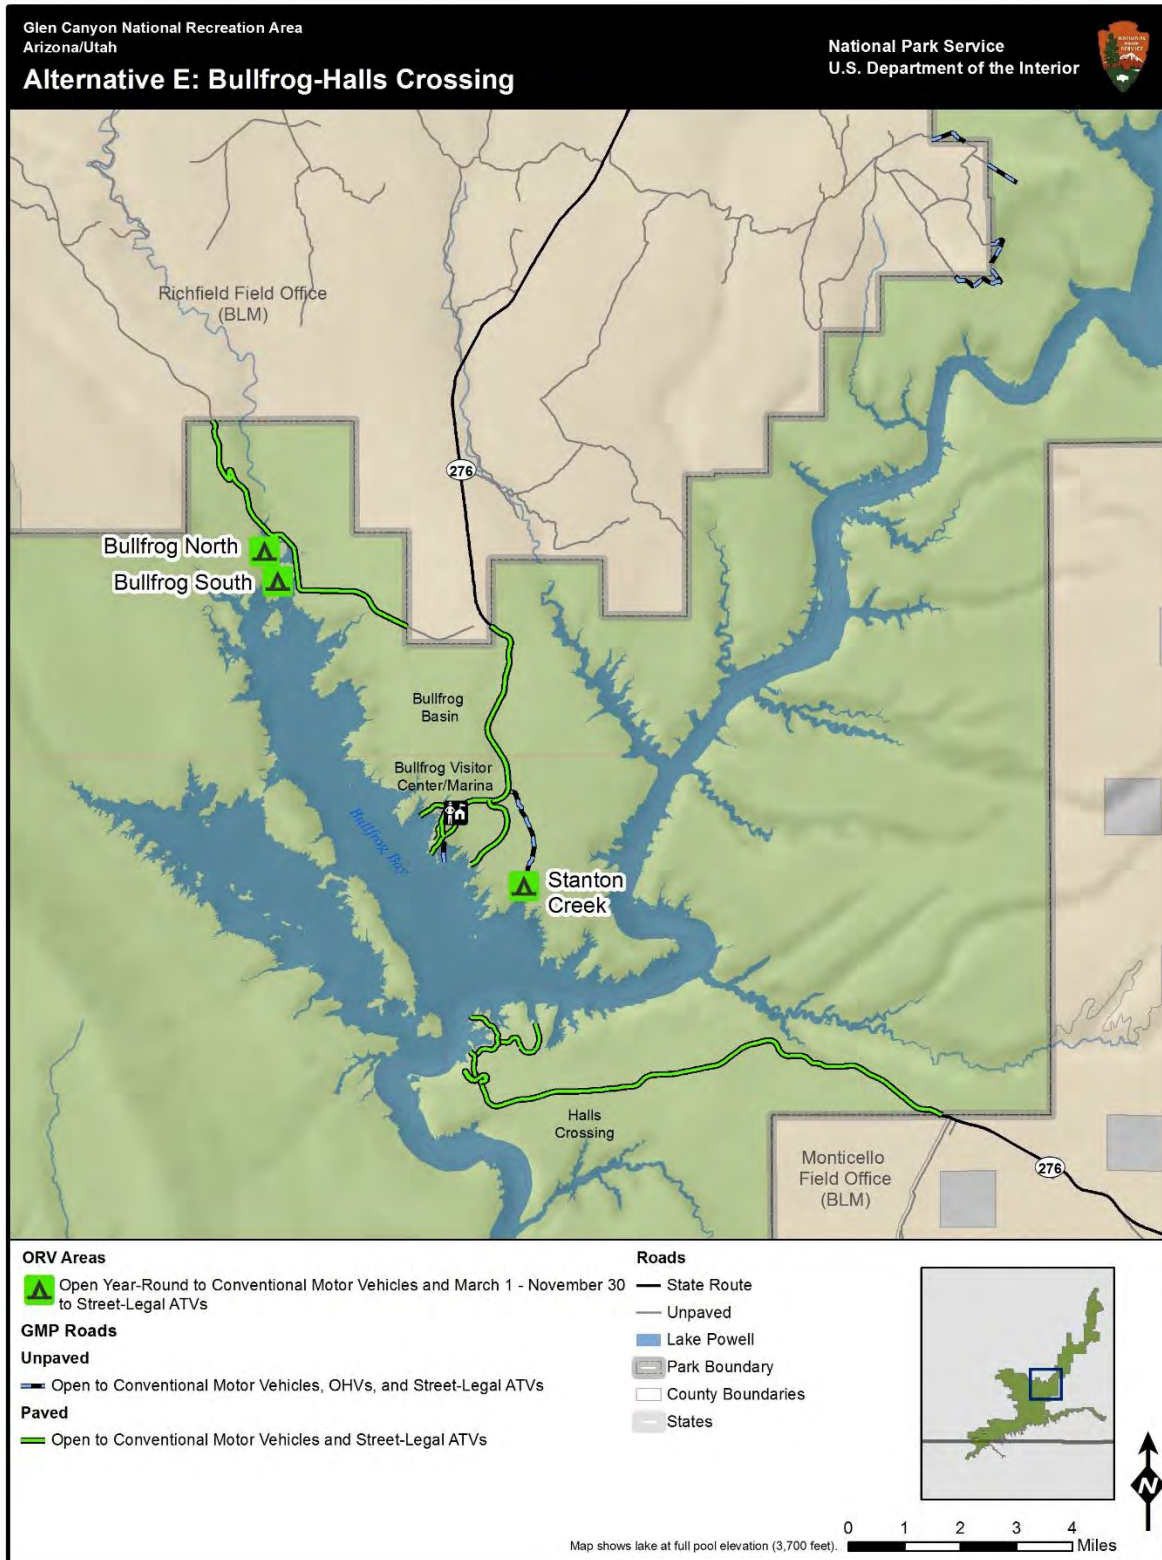 Glen Canyon National Recreation Area
Arizona/Utah
Alternative E: Bullfrog-Halls Crossing
National Park Service
U.S. Department of the Interior
NATIONAL
PARK
SERVICE
Richfield Field Office
(BLM)
276
Bullfrog North
Bullfrog South
Bullfrog
Basin
Bullfrog Visitor
Center/Marina
Bullfrog Bay
Stanton
Creek
Halls
Crossing
Monticello
Field Office
(BLM)
276
ORV Areas
Open Year-Round to Conventional Motor Vehicles and March 1 - November 30
to Street-Legal ATVs
GMP Roads
Unpaved
Open to Conventional Motor Vehicles, OHVs, and Street-Legal ATVs
Paved
Open to Conventional Motor Vehicles and Street-Legal ATVs
Roads
State Route
Unpaved
Lake Powell
Park Boundary
County Boundaries
States
N
Map shows lake at full pool elevation (3,700 feet).
0 1 2 3 4
Miles